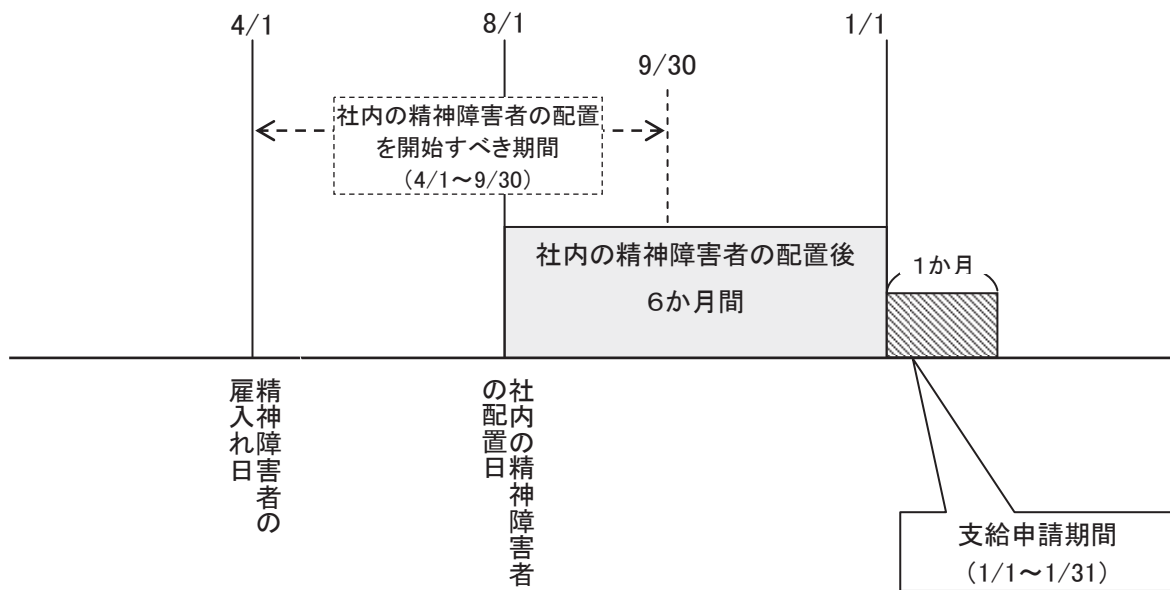 4/1
8/1
1/1
9/30
社内の精神障害者の配置
を開始すべき期間
(4/1～9/30)
社内の精神障害者の配置後
6か月間
1か月
精神障害者の
雇入れ日
社内の精神障害者
の配置日
支給申請期間
(1/1～1/31)